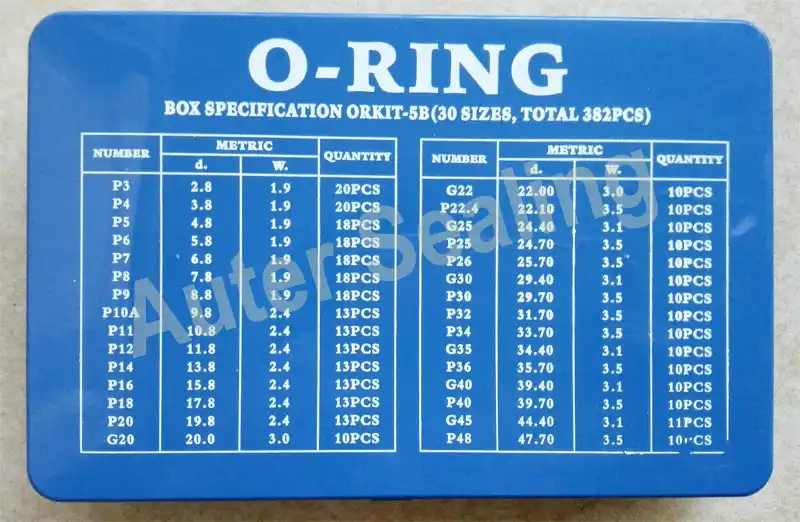 O-RING
BOX SPECIFICATION ORKIT-5B(30 SIZES, TOTAL 382PCS)
NUMBER METRIC QUANTITY
d. W.
P3 2.8 1.9 20PCS
P4 3.8 1.9 20PCS
P5 4.8 1.9 18PCS
P6 5.8 1.9 18PCS
P7 6.8 1.9 18PCS
P8 7.8 1.9 18PCS
P9 8.8 1.9 18PCS
P10A 9.8 2.4 13PCS
P11 10.8 2.4 13PCS
P12 11.8 2.4 13PCS
P14 13.8 2.4 13PCS
P16 15.8 2.4 13PCS
P18 17.8 2.4 13PCS
P20 19.8 2.4 13PCS
G20 20.0 3.0 10PCS
NUMBER METRIC QUANTITY
d. W.
G22 22.00 3.0 10PCS
P22.4 22.10 3.5 10PCS
G25 24.40 3.1 10PCS
P25 24.70 3.5 10PCS
P26 25.70 3.5 10PCS
G30 29.40 3.1 10PCS
P30 29.70 3.5 10PCS
P32 31.70 3.5 10PCS
P34 33.70 3.5 10PCS
G35 34.40 3.1 10PCS
P36 35.70 3.5 10PCS
G40 39.40 3.1 10PCS
P40 39.70 3.5 10PCS
G45 44.40 3.1 11PCS
P48 47.70 3.5 10PCS
Auter Sealing